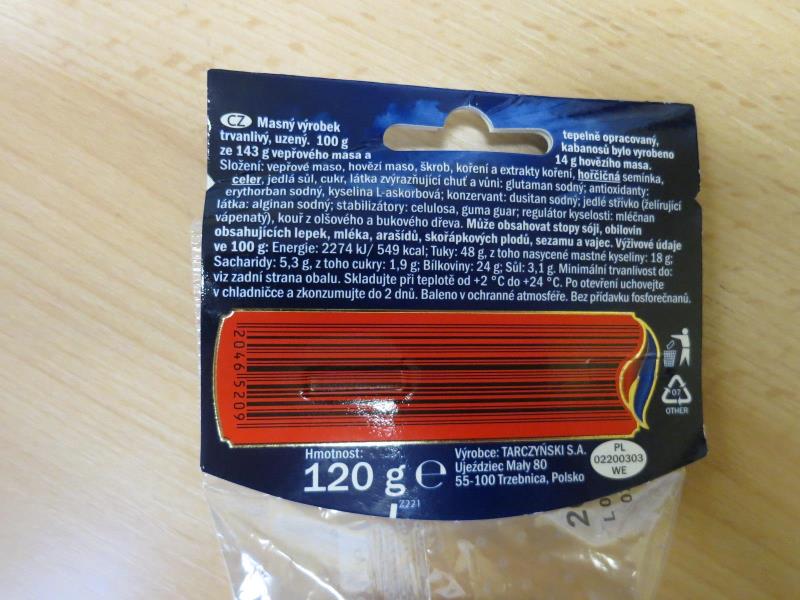 CZ Masný výrobek
trvanlivý, uzený. 100 g
ze 143 g vepřového masa a
tepelně opracovaný,
kabanosů bylo vyrobeno
14 g hovězího masa.
Složení: vepřové maso, hovězí maso, škrob, koření a extrakty koření, hořčičná semínka,
celer, jedlá sůl, cukr, látka zvýrazňující chuť a vůni: glutaman sodný; antioxidanty:
erythorban sodný, kyselina L-askorbová; konzervant: dusitan sodný; jedlé střívko (želírující
látka: alginan sodný; stabilizátory: celulosa, guma guar; regulátor kyselosti: mléčnan
vápenatý), kouř z olšového a bukového dřeva. Může obsahovat stopy sóji, obilovin
obsahujících lepek, mléka, arašídů, skořápkových plodů, sezamu a vajec. Výživové údaje
ve 100 g: Energie: 2274 kJ/ 549 kcal; Tuky: 48 g, z toho nasycené mastné kyseliny: 18 g;
Sacharidy: 5,3 g, z toho cukry: 1,9 g; Bílkoviny: 24 g; Sůl: 3,1 g. Minimální trvanlivost do:
viz zadní strana obalu. Skladujte při teplotě od +2 °C do +24 °C. Po otevření uchovejte
v chladničce a zkonzumujte do 2 dnů. Baleno v ochranné atmosféře. Bez přídavku fosforečnanů.
20465209
07
OTHER
Hmotnost:
120 g ℮
Z221
Výrobce: TARCZYŃSKI S.A.
Ujeździec Mały 80
55-100 Trzebnica, Polsko
PL
02200303
WE